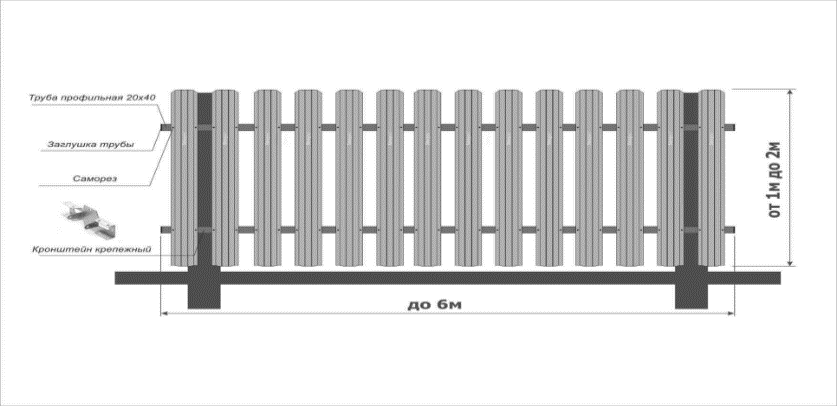 Труба профильная 20х40
Заглушка трубы
Саморез
Кронштейн крепежный
от 1м до 2м
до 6м